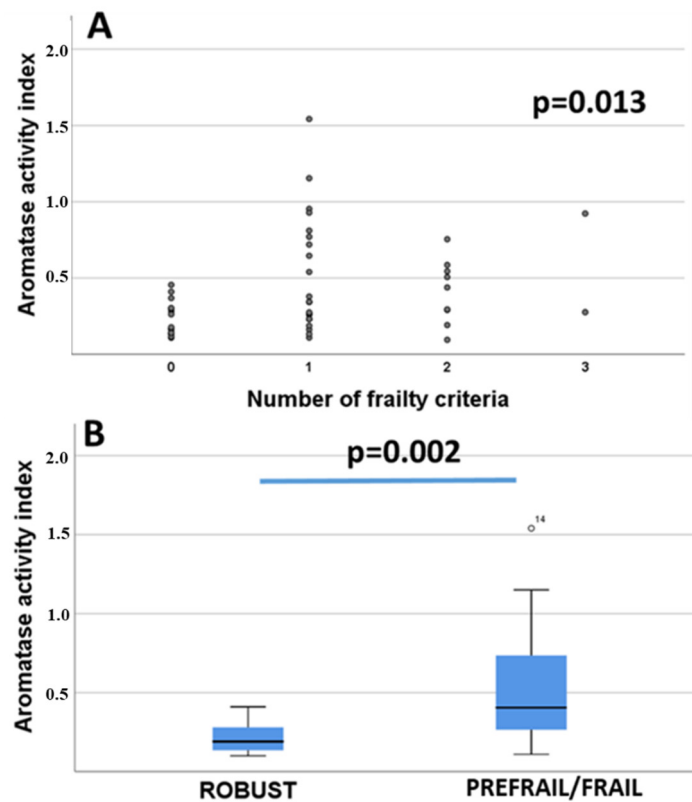 A
Aromatase activity index
2.0
1.5
1.0
0.5
p=0.013
0 1 2 3
Number of frailty criteria
B
Aromatase activity index
2.0
1.5
1.0
0.5
p=0.002
14
ROBUST PREFRAIL/FRAIL